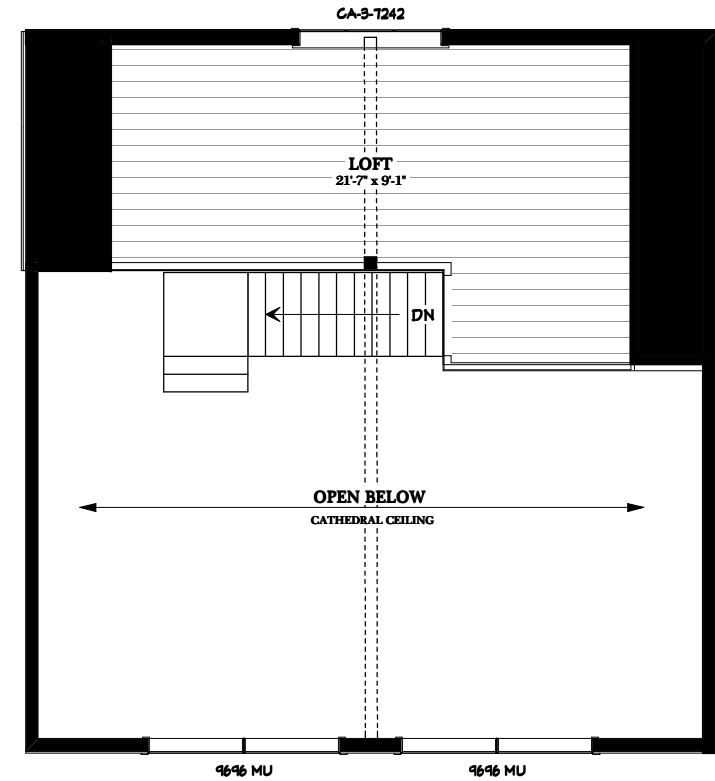 CA-3-7242
LOFT
21'-7" x 9'-1"
DN
OPEN BELOW
CATHEDRAL CEILING
9696 MU
9696 MU